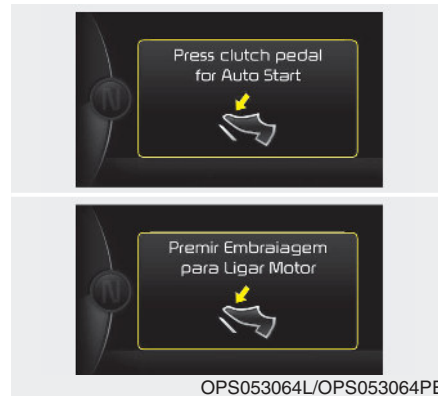 Press clutch pedal
for Auto Start
N
Premir Embraiagem
para Ligar Motor
N
OPS053064L/OPS053064PE